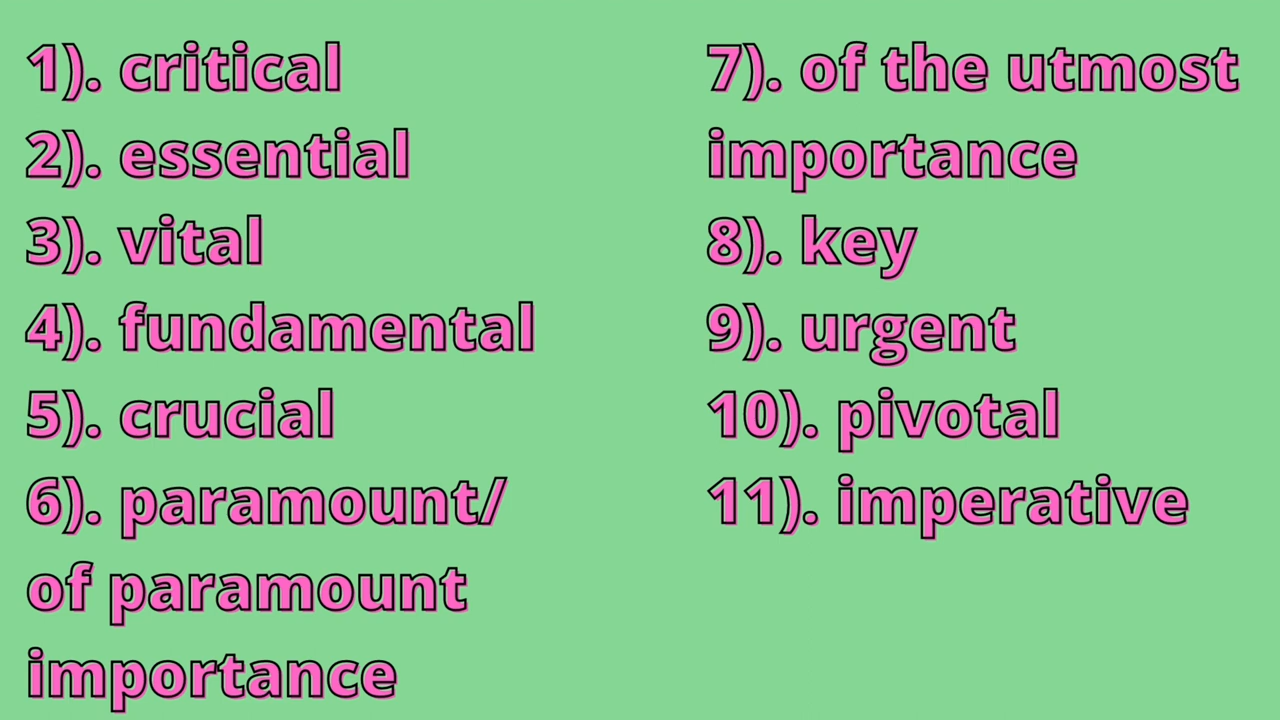 1). critical
2). essential
3). vital
4). fundamental
5). crucial
6). paramount/
of paramount
importance
7). of the utmost
importance
8). key
9). urgent
10). pivotal
11). imperative